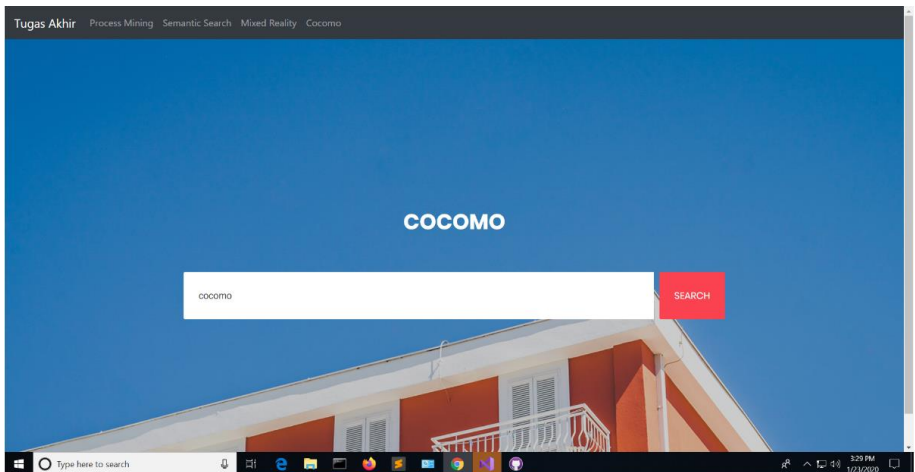 Tugas Akhir Process Mining Semantic Search Mixed Reality Cocomo
COCOMO
cocomo SEARCH
Type here to search
3:29 PM
1/23/2020